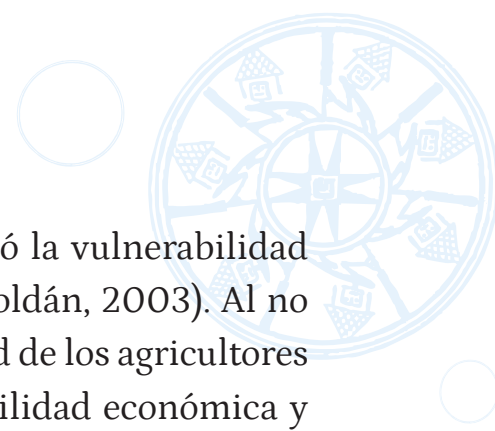 ó la vulnerabilidad
oldán, 2003). Al no
d de los agricultores
ilidad económica y